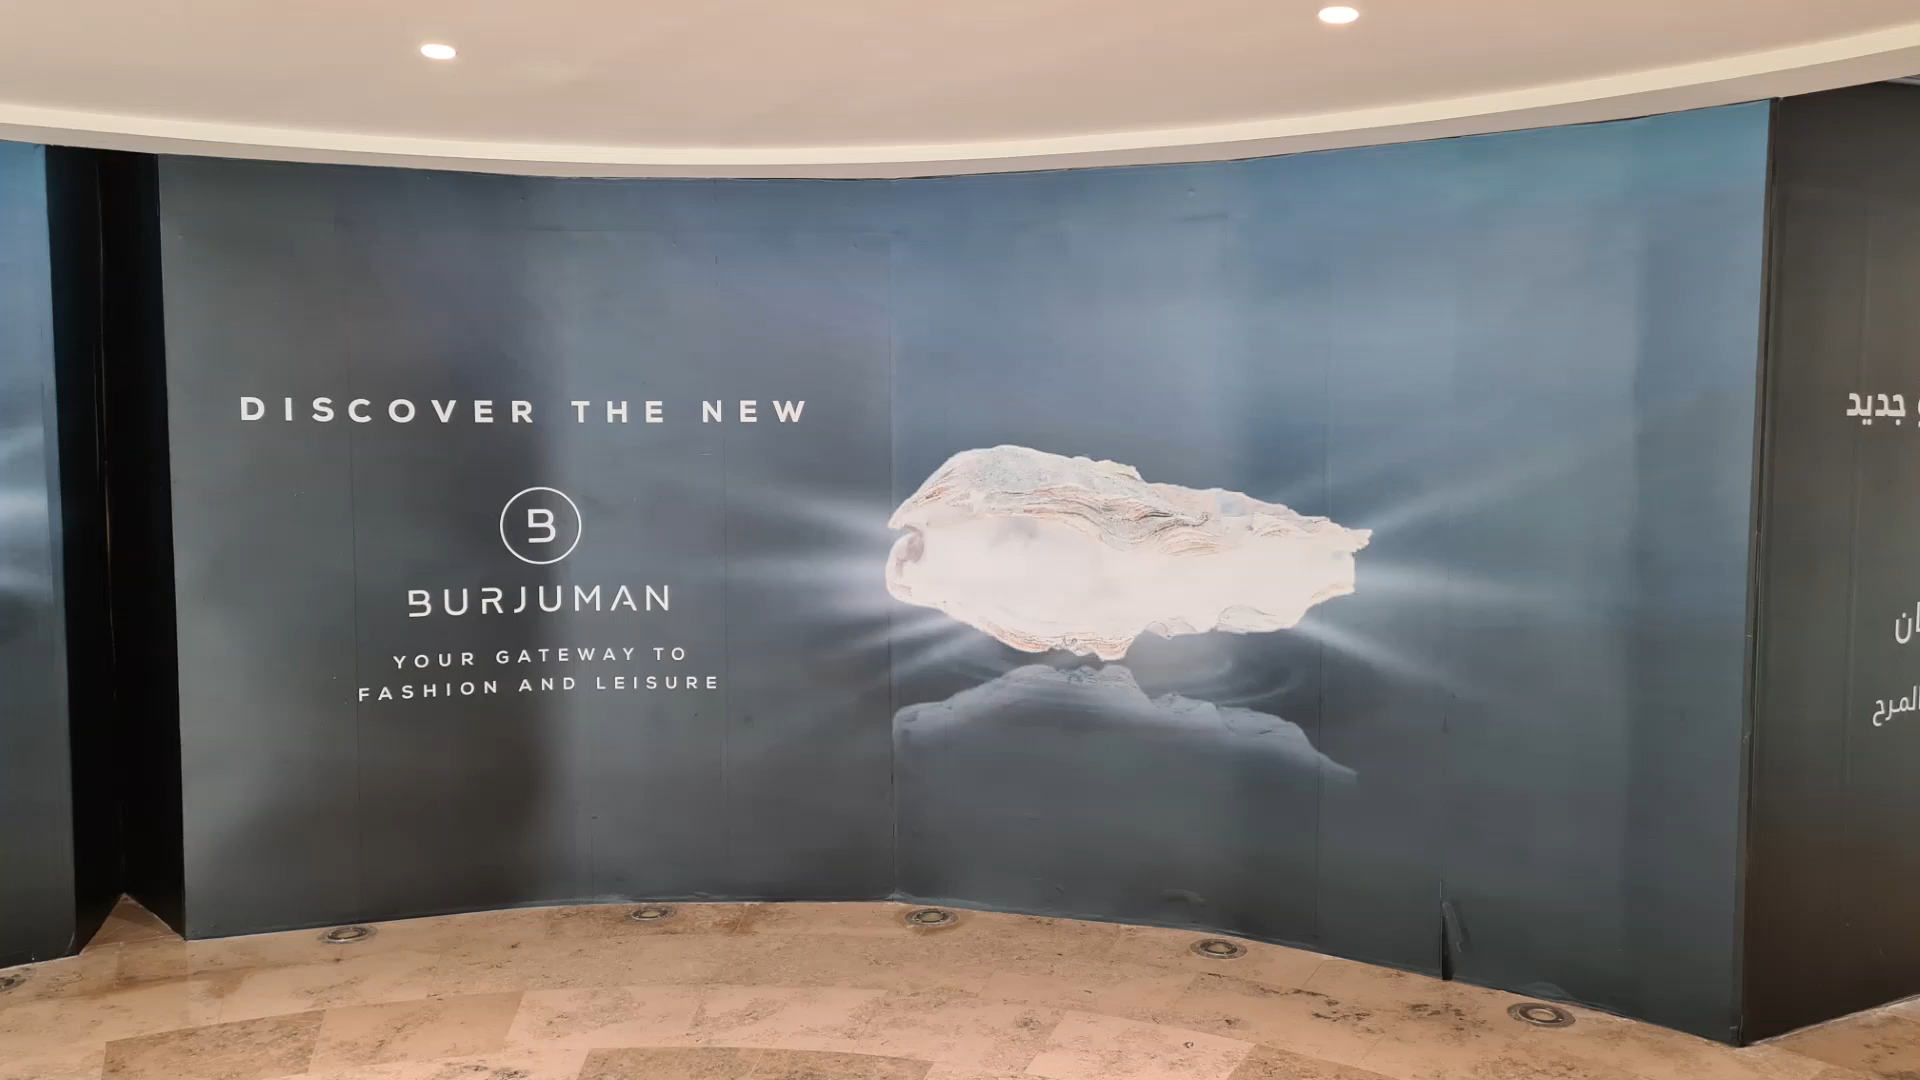 DISCOVER THE NEW
B
BURJUMAN
YOUR GATEWAY TO
FASHION AND LEISURE
جديد
المرح